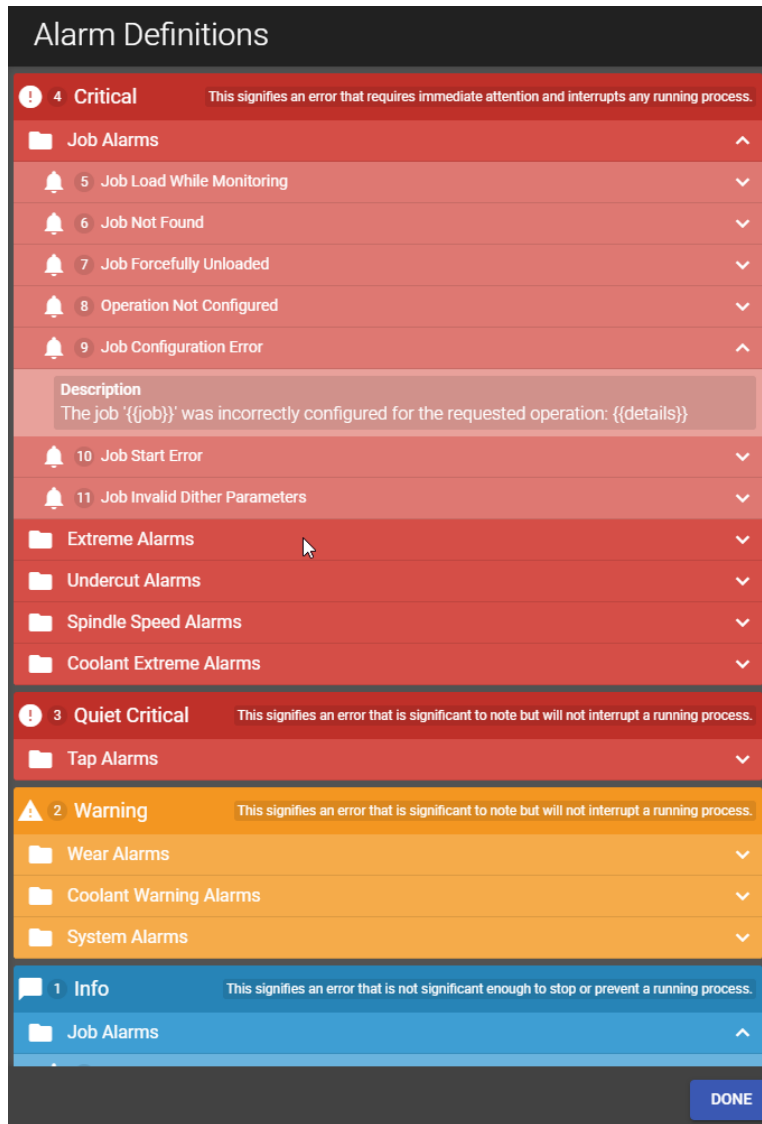 Alarm Definitions
4 Critical This signifies an error that requires immediate attention and interrupts any running process.
Job Alarms
5 Job Load While Monitoring
6 Job Not Found
7 Job Forcefully Unloaded
8 Operation Not Configured
9 Job Configuration Error
Description
The job '{{job}}' was incorrectly configured for the requested operation: {{details}}
10 Job Start Error
11 Job Invalid Dither Parameters
Extreme Alarms
Undercut Alarms
Spindle Speed Alarms
Coolant Extreme Alarms
3 Quiet Critical This signifies an error that is significant to note but will not interrupt a running process.
Tap Alarms
2 Warning This signifies an error that is significant to note but will not interrupt a running process.
Wear Alarms
Coolant Warning Alarms
System Alarms
1 Info This signifies an error that is not significant enough to stop or prevent a running process.
Job Alarms
DONE